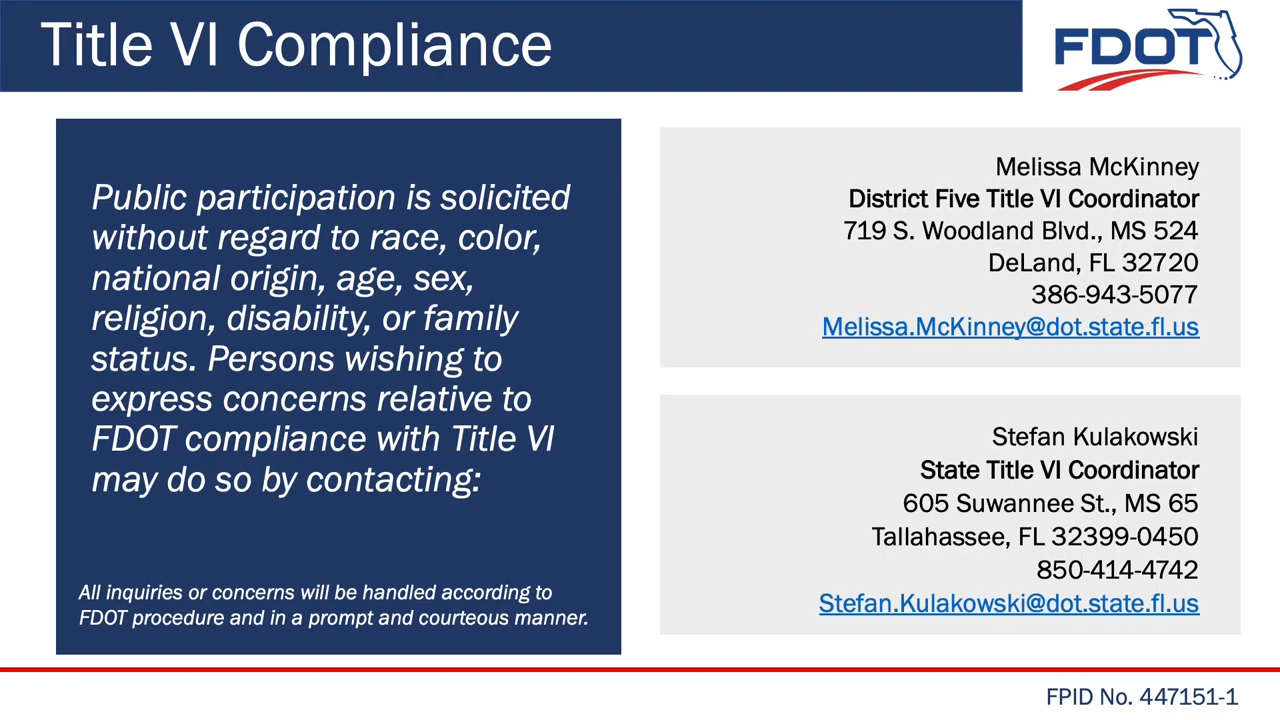 Title VI Compliance
FDOT
Public participation is solicited
without regard to race, color,
national origin, age, sex,
religion, disability, or family
status. Persons wishing to
express concerns relative to
FDOT compliance with Title VI
may do so by contacting:
All inquiries or concerns will be handled according to
FDOT procedure and in a prompt and courteous manner.
Melissa McKinney
District Five Title VI Coordinator
719 S. Woodland Blvd., MS 524
DeLand, FL 32720
386-943-5077
Melissa.McKinney@dot.state.fl.us
Stefan Kulakowski
State Title VI Coordinator
605 Suwannee St., MS 65
Tallahassee, FL 32399-0450
850-414-4742
Stefan.Kulakowski@dot.state.fl.us
FPID No. 447151-1